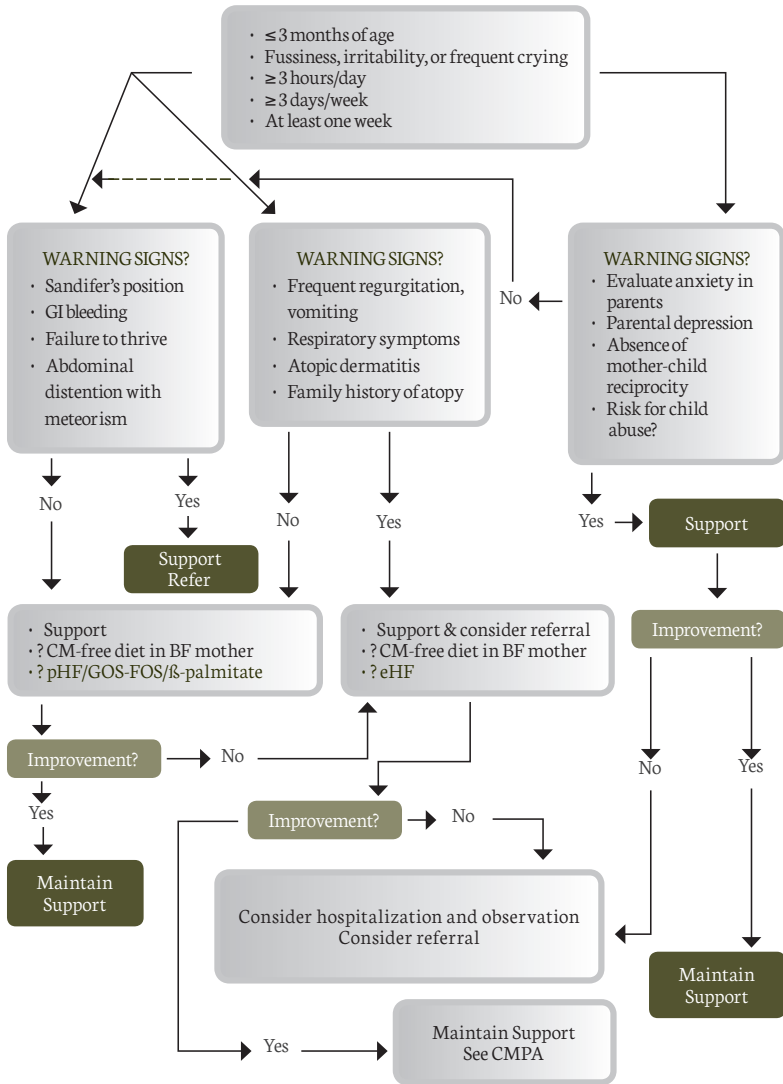 · ≤ 3 months of age
· Fussiness, irritability, or frequent crying
· ≥ 3 hours/day
· ≥ 3 days/week
· At least one week
WARNING SIGNS?
· Sandifer's position
· GI bleeding
· Failure to thrive
· Abdominal
distention with
meteorism
WARNING SIGNS?
· Frequent regurgitation,
vomiting
· Respiratory symptoms
· Atopic dermatitis
· Family history of atopy
No
WARNING SIGNS?
· Evaluate anxiety in
parents
· Parental depression
· Absence of
mother-child
reciprocity
· Risk for child
abuse?
No
Yes
Support
Refer
No
Yes
Yes
Support
· Support
· ? CM-free diet in BF mother
· ? pHF/GOS-FOS/ß-palmitate
· Support & consider referral
· ? CM-free diet in BF mother
· ? eHF
Improvement?
Improvement?
No
Yes
Maintain
Support
Improvement?
No
No
Yes
Consider hospitalization and observation
Consider referral
Maintain
Support
Yes
Maintain Support
See CMPA